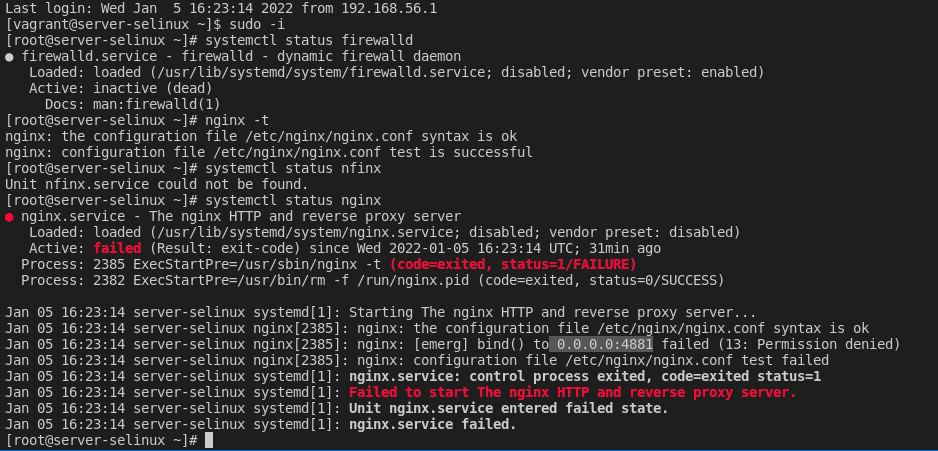 Last login: Wed Jan  5 16:23:14 2022 from 192.168.56.1
[vagrant@server-selinux ~]$ sudo -i
[root@server-selinux ~]# systemctl status firewalld
● firewalld.service - firewalld - dynamic firewall daemon
   Loaded: loaded (/usr/lib/systemd/system/firewalld.service; disabled; vendor preset: enabled)
   Active: inactive (dead)
     Docs: man:firewalld(1)
[root@server-selinux ~]# nginx -t
nginx: the configuration file /etc/nginx/nginx.conf syntax is ok
nginx: configuration file /etc/nginx/nginx.conf test is successful
[root@server-selinux ~]# systemctl status nfinx
Unit nfinx.service could not be found.
[root@server-selinux ~]# systemctl status nginx
● nginx.service - The nginx HTTP and reverse proxy server
   Loaded: loaded (/usr/lib/systemd/system/nginx.service; disabled; vendor preset: disabled)
   Active: failed (Result: exit-code) since Wed 2022-01-05 16:23:14 UTC; 31min ago
  Process: 2385 ExecStartPre=/usr/sbin/nginx -t (code=exited, status=1/FAILURE)
  Process: 2382 ExecStartPre=/usr/bin/rm -f /run/nginx.pid (code=exited, status=0/SUCCESS)

Jan 05 16:23:14 server-selinux systemd[1]: Starting The nginx HTTP and reverse proxy server...
Jan 05 16:23:14 server-selinux nginx[2385]: nginx: the configuration file /etc/nginx/nginx.conf syntax is ok
Jan 05 16:23:14 server-selinux nginx[2385]: nginx: [emerg] bind() to 0.0.0.0:4881 failed (13: Permission denied)
Jan 05 16:23:14 server-selinux nginx[2385]: nginx: configuration file /etc/nginx/nginx.conf test failed
Jan 05 16:23:14 server-selinux systemd[1]: nginx.service: control process exited, code=exited status=1
Jan 05 16:23:14 server-selinux systemd[1]: Failed to start The nginx HTTP and reverse proxy server.
Jan 05 16:23:14 server-selinux systemd[1]: Unit nginx.service entered failed state.
Jan 05 16:23:14 server-selinux systemd[1]: nginx.service failed.
[root@server-selinux ~]#